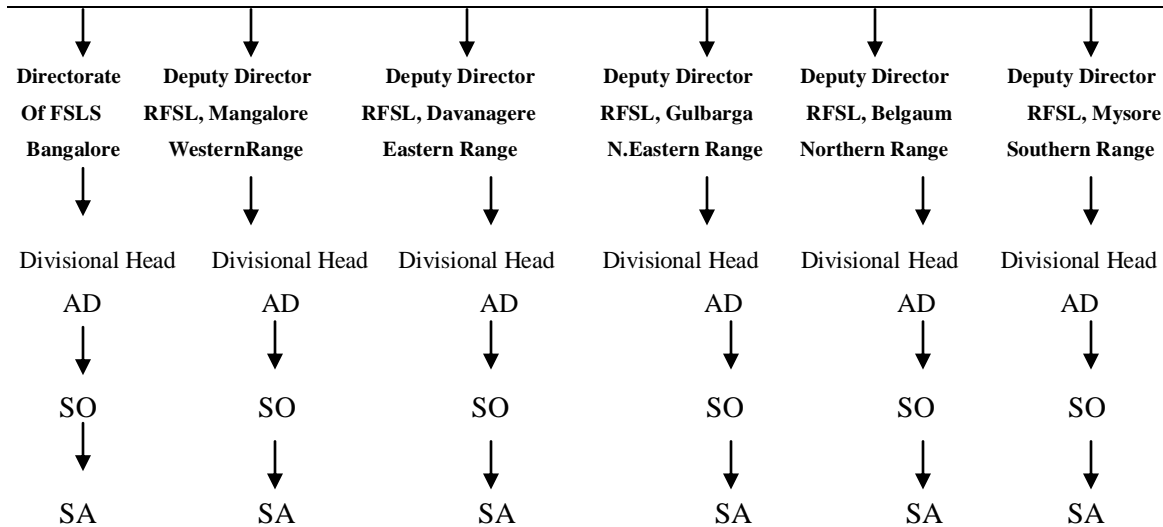 Directorate Deputy Director Deputy Director Deputy Director Deputy Director Deputy Director
Of FSLS RFSL, Mangalore RFSL, Davanagere RFSL, Gulbarga RFSL, Belgaum RFSL, Mysore
Bangalore WesternRange Eastern Range N.Eastern Range Northern Range Southern Range
Divisional Head Divisional Head Divisional Head Divisional Head Divisional Head Divisional Head
AD AD AD AD AD AD
SO SO SO SO SO SO
SA SA SA SA SA SA